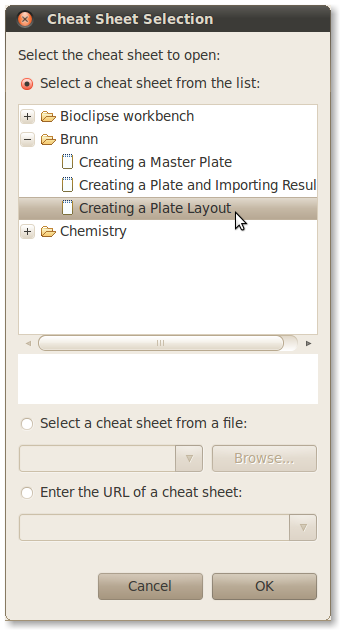 Cheat Sheet Selection
Select the cheat sheet to open:
Select a cheat sheet from the list:
Bioclipse workbench
Brunn
Creating a Master Plate
Creating a Plate and Importing Resul
Creating a Plate Layout
Chemistry
Select a cheat sheet from a file:
Browse...
Enter the URL of a cheat sheet:
Cancel OK